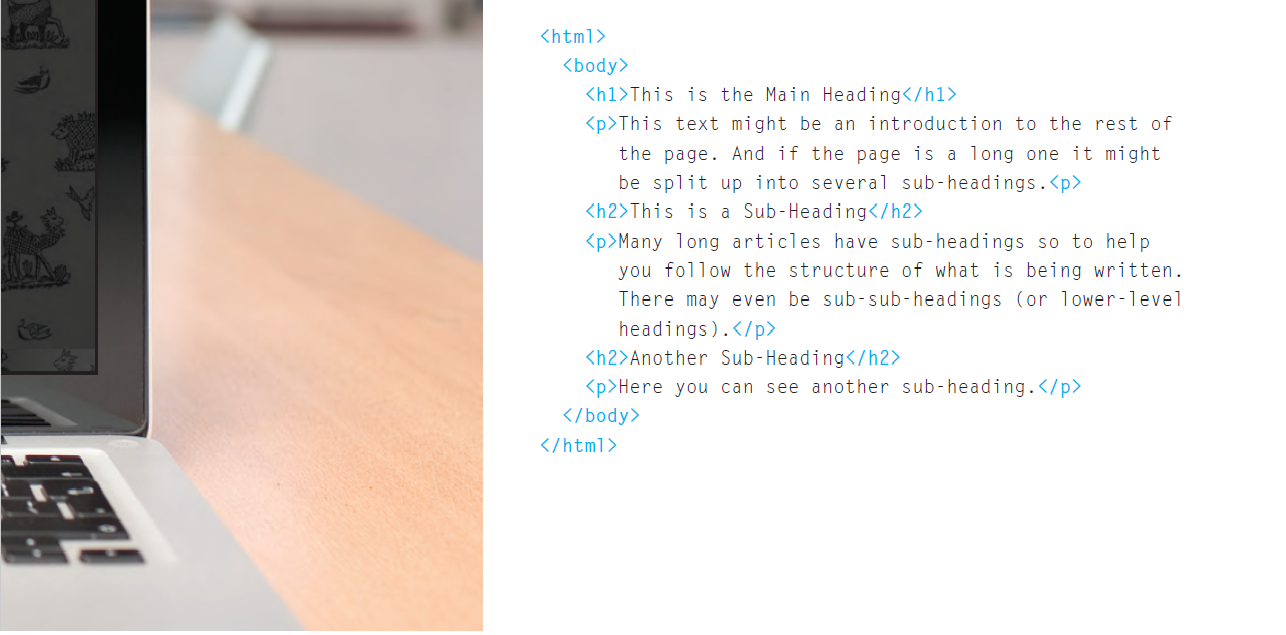 <html>
<body>
<h1>This is the Main Heading</h1>
<p>This text might be an introduction to the rest of
the page. And if the page is a long one it might
be split up into several sub-headings.<p>
<h2>This is a Sub-Heading</h2>
<p>Many long articles have sub-headings so to help
you follow the structure of what is being written.
There may even be sub-sub-headings (or lower-level
headings).</p>
<h2>Another Sub-Heading</h2>
<p>Here you can see another sub-heading.</p>
</body>
</html>